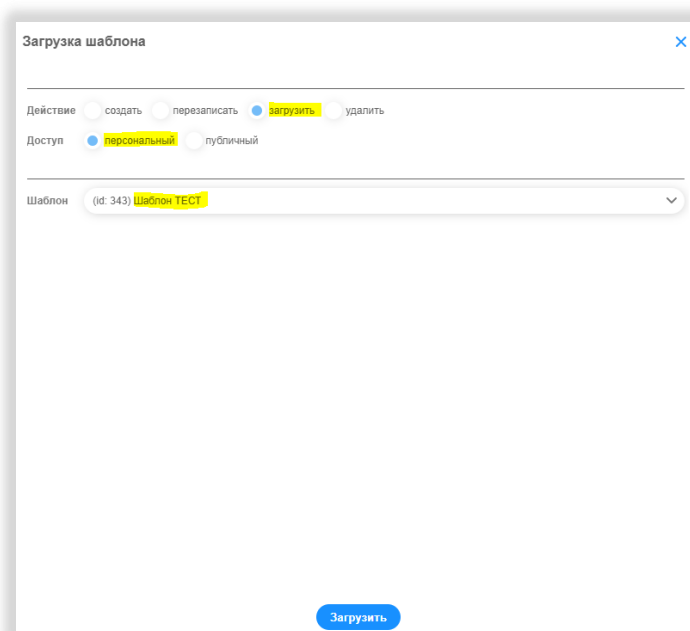 Загрузка шаблона
Действие создать перезаписать загрузить удалить
Доступ персональный публичный
Шаблон (id: 343) Шаблон ТЕСТ
Загрузить